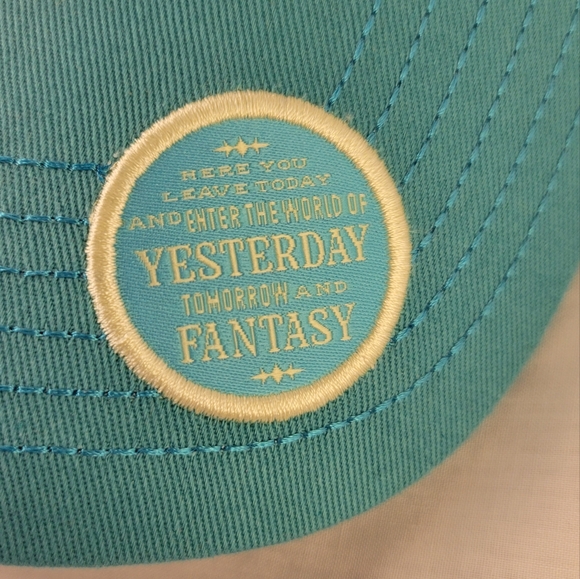 HERE YOU
LEAVE TODAY
AND ENTER THE WORLD OF
YESTERDAY
TOMORROW AND
FANTASY